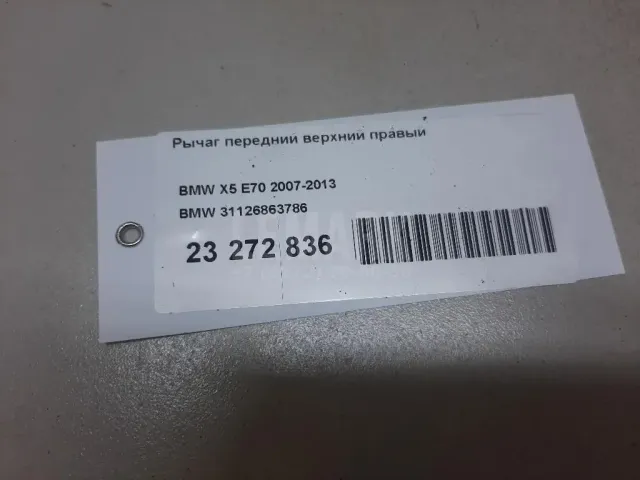 Рычаг передний верхний правый
BMW X5 E70 2007-2013
BMW 31126863786
23 272 836